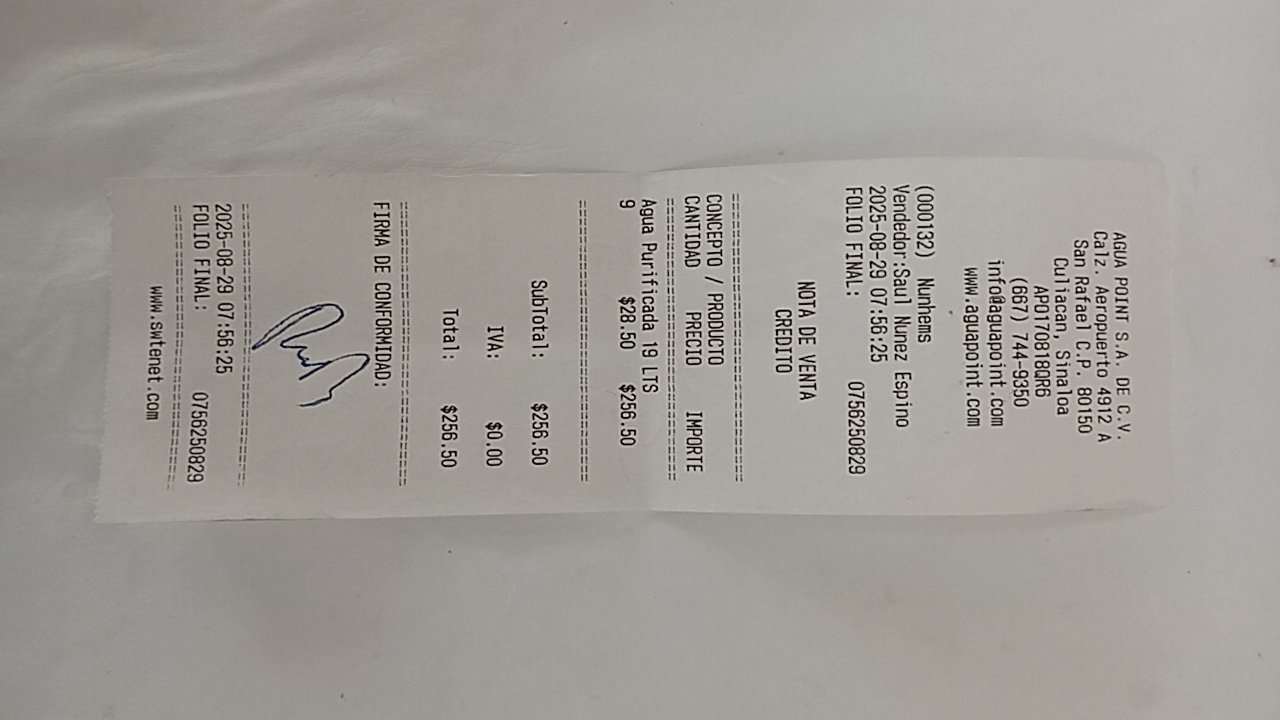 AGUA POINT S.A. DE C.V.
Calz. Aeropuerto 4912 A
San Rafael C.P. 80150
Culiacan, Sinaloa
APO170818QR6
(667) 744-9350
info@aguapoint.com
www.aguapoint.com
(000132) Nunhems
Vendedor:Saul Nunez Espino
2025-08-29 07:56:25
FOLIO FINAL: 0756250829
NOTA DE VENTA
CREDITO
CONCEPTO / PRODUCTO
CANTIDAD PRECIO IMPORTE
Agua Purificada 19 LTS
9 $28.50 $256.50
SubTotal: $256.50
IVA: $0.00
Total: $256.50
FIRMA DE CONFORMIDAD:
2025-08-29 07:56:25
FOLIO FINAL: 0756250829
www.swtenet.com